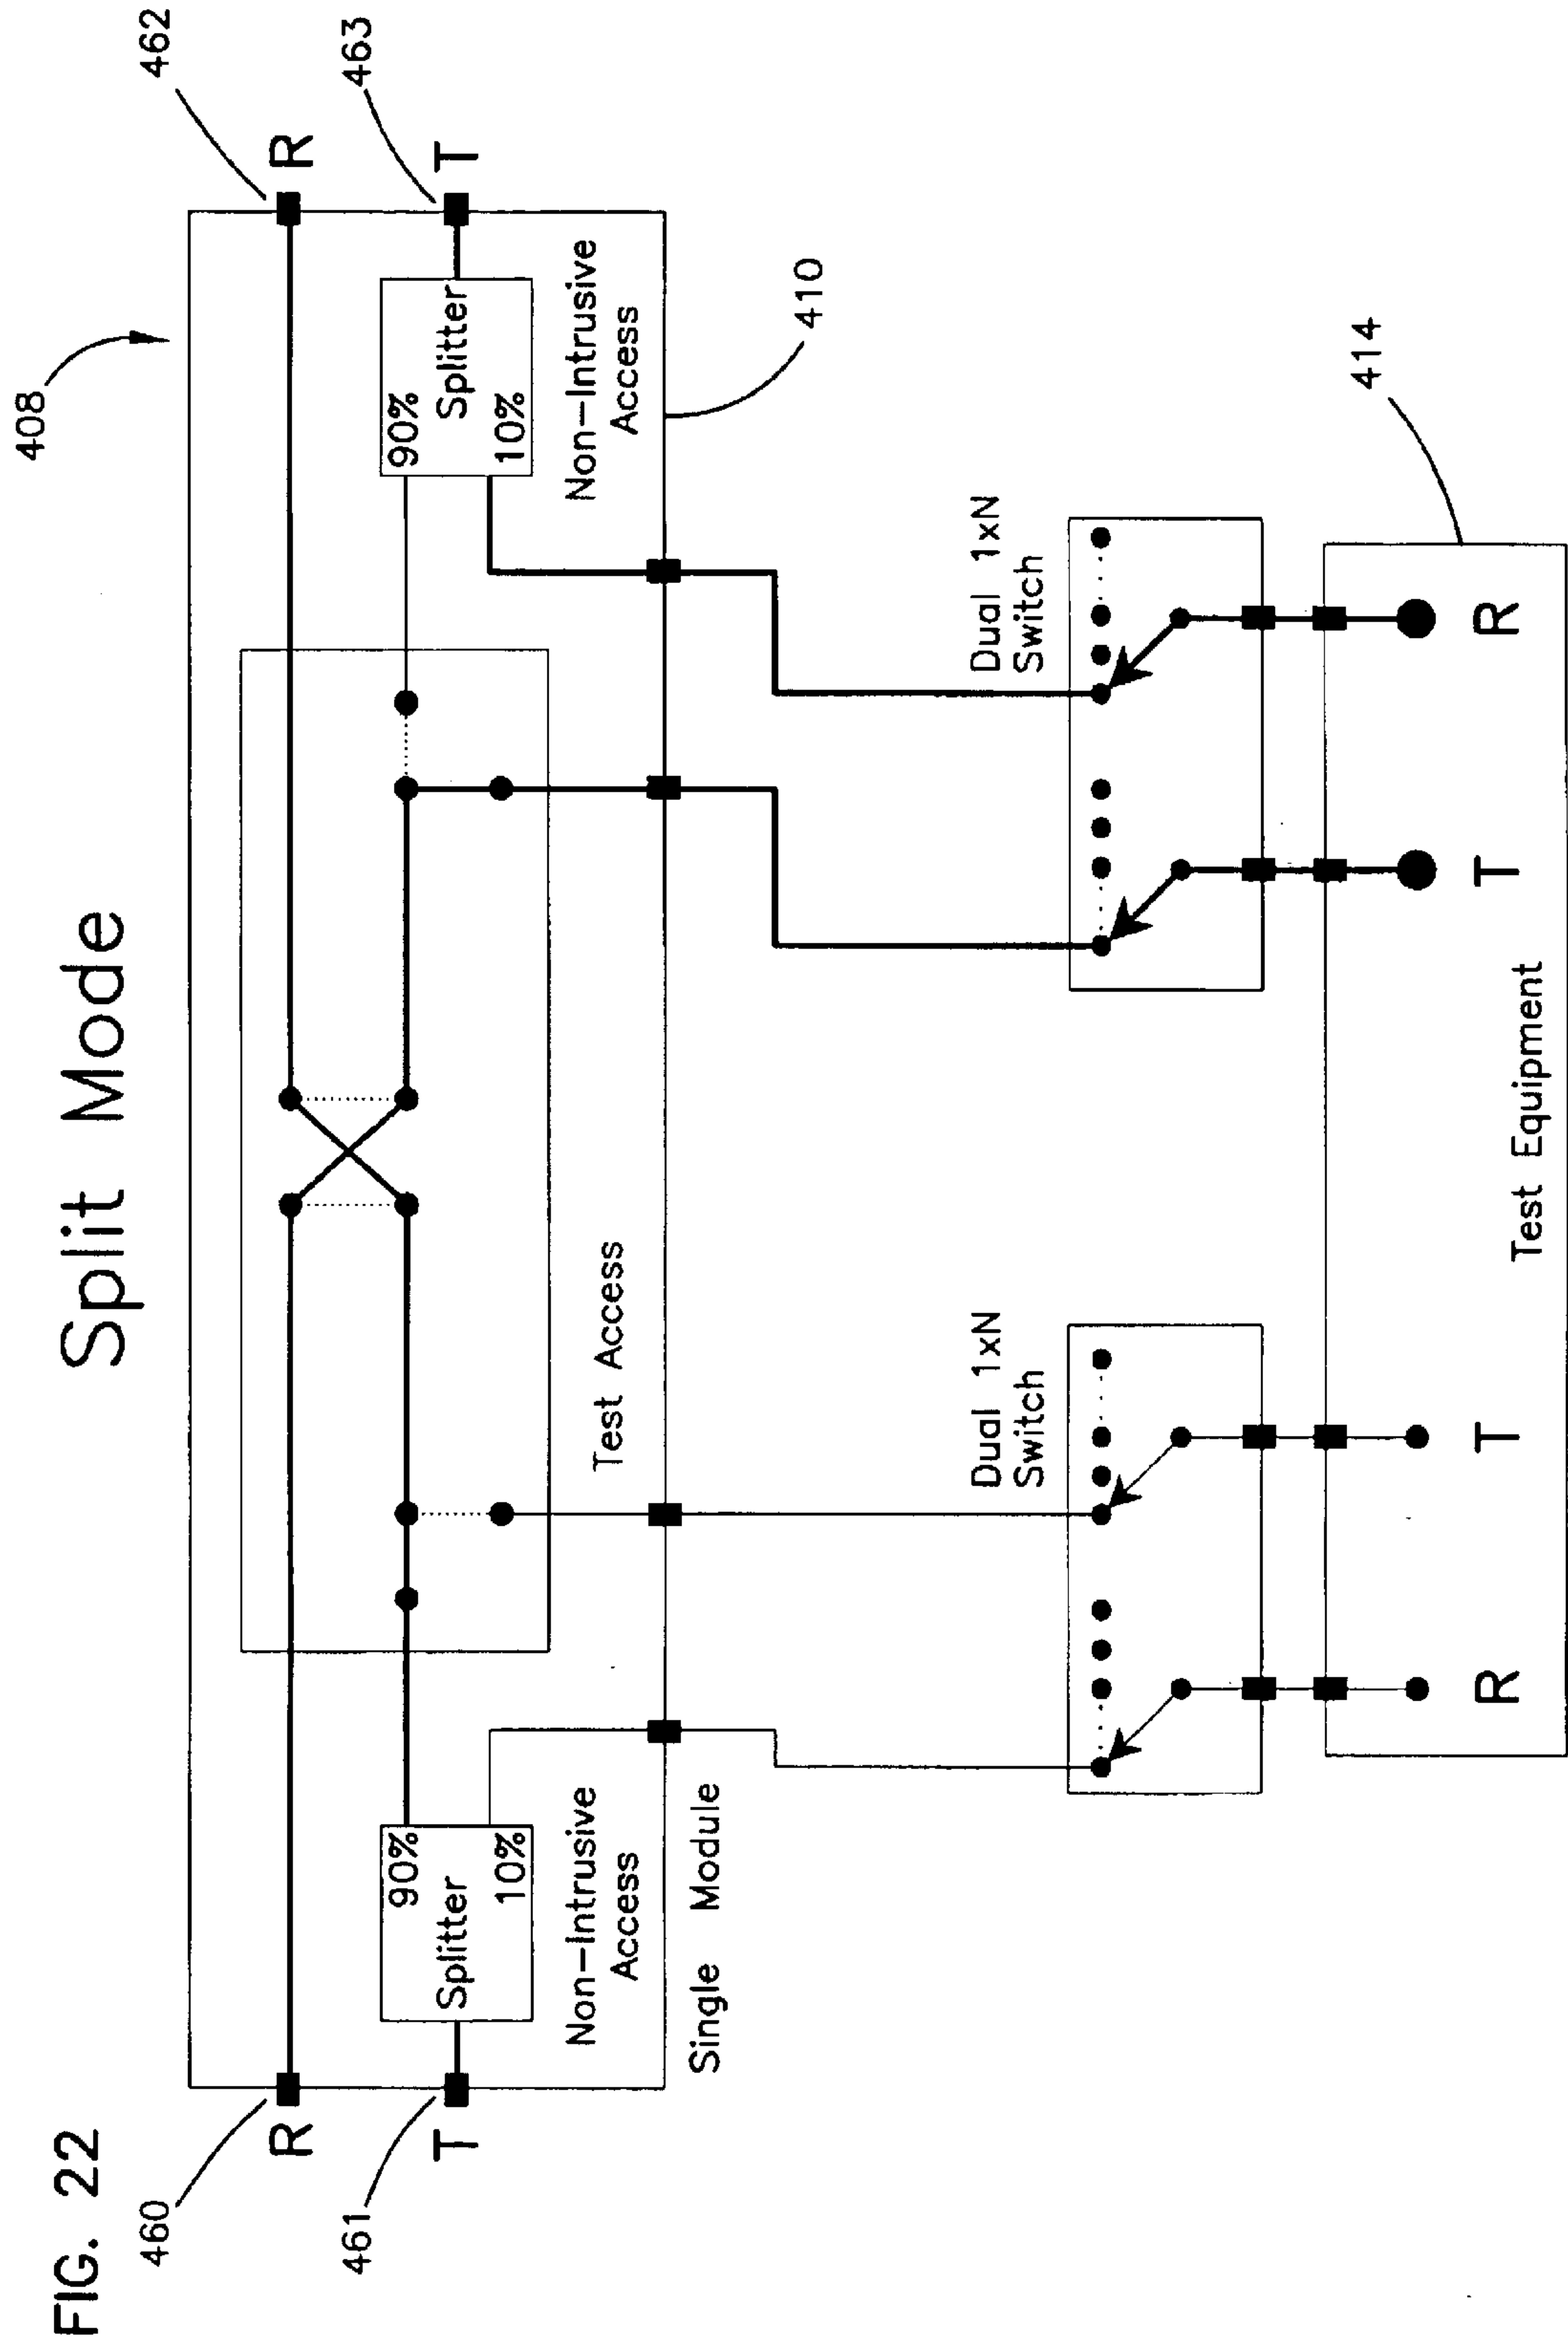 FIG. 22
Split Mode
408
460
R
R
462
461
T
T
463
Splitter
90%
10%
90%
10%
Splitter
Non-Intrusive
Access
Test Access
Non-Intrusive
Access
Single Module
410
Dual 1xN
Switch
Dual 1xN
Switch
414
R
T
T
R
Test Equipment